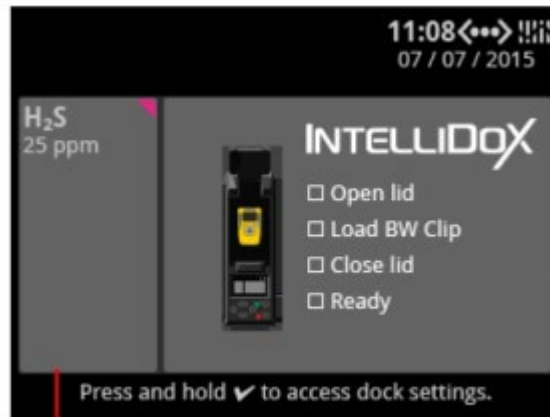 11:08
07 / 07 / 2015
H₂S
25 ppm
INTELLIDOX
Open lid
Load BW Clip
Close lid
Ready
Press and hold ✔ to access dock settings.